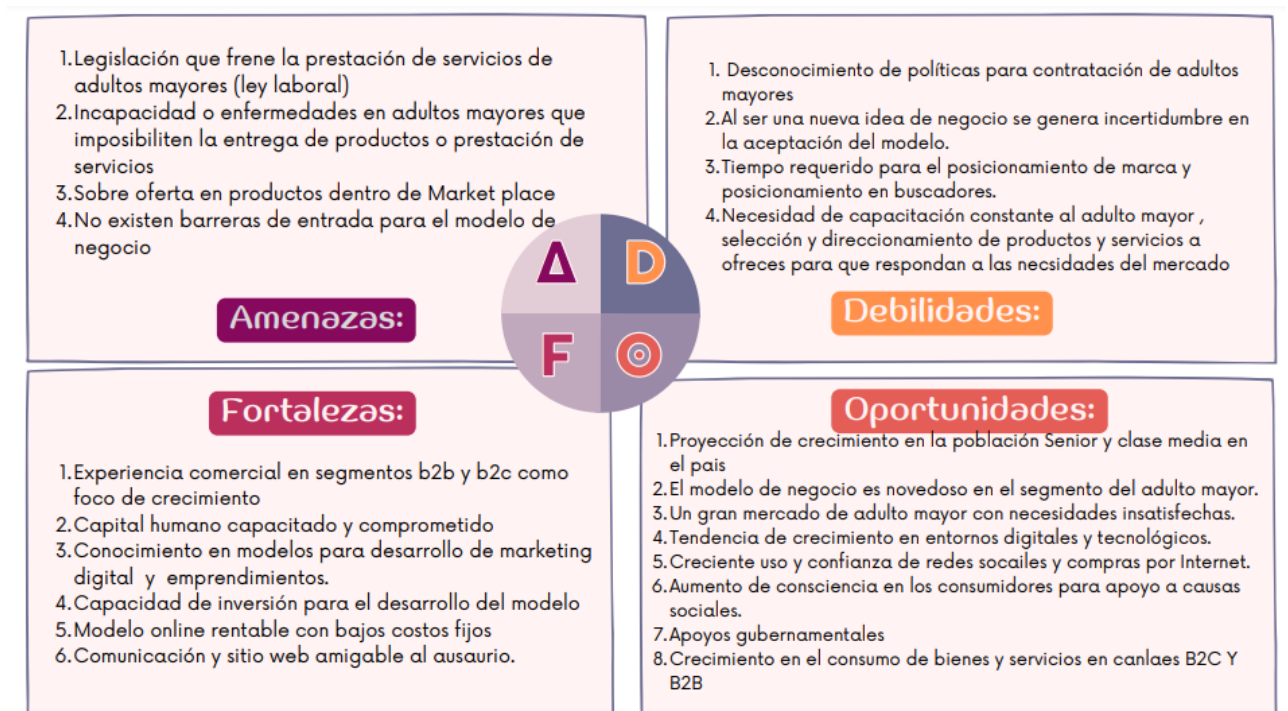 1.Legislación que frene la prestación de servicios de
adultos mayores (ley laboral)
2.Incapacidad o enfermedades en adultos mayores que
imposibiliten la entrega de productos o prestación de
servicios
3.Sobre oferta en productos dentro de Market place
4.No existen barreras de entrada para el modelo de
negocio
Amenazas:
1. Desconocimiento de políticas para contratación de adultos
mayores
2.Al ser una nueva idea de negocio se genera incertidumbre en
la aceptación del modelo.
3.Tiempo requerido para el posicionamiento de marca y
posicionamiento en buscadores.
4.Necesidad de capacitación constante al adulto mayor ,
selección y direccionamiento de productos y servicios a
ofreces para que respondan a las necsidades del mercado
Debilidades:
A D
F O
Fortalezas:
1.Experiencia comercial en segmentos b2b y b2c como
foco de crecimiento
2.Capital humano capacitado y comprometido
3.Conocimiento en modelos para desarrollo de marketing
digital y emprendimientos.
4.Capacidad de inversión para el desarrollo del modelo
5.Modelo online rentable con bajos costos fijos
6.Comunicación y sitio web amigable al ausaurio.
Oportunidades:
1.Proyección de crecimiento en la población Senior y clase media en
el pais
2.El modelo de negocio es novedoso en el segmento del adulto mayor.
3.Un gran mercado de adulto mayor con necesidades insatisfechas.
4.Tendencia de crecimiento en entornos digitales y tecnológicos.
5.Creciente uso y confianza de redes socailes y compras por Internet.
6.Aumento de consciencia en los consumidores para apoyo a causas
sociales.
7.Apoyos gubernamentales
8.Crecimiento en el consumo de bienes y servicios en canlaes B2C Y
B2B